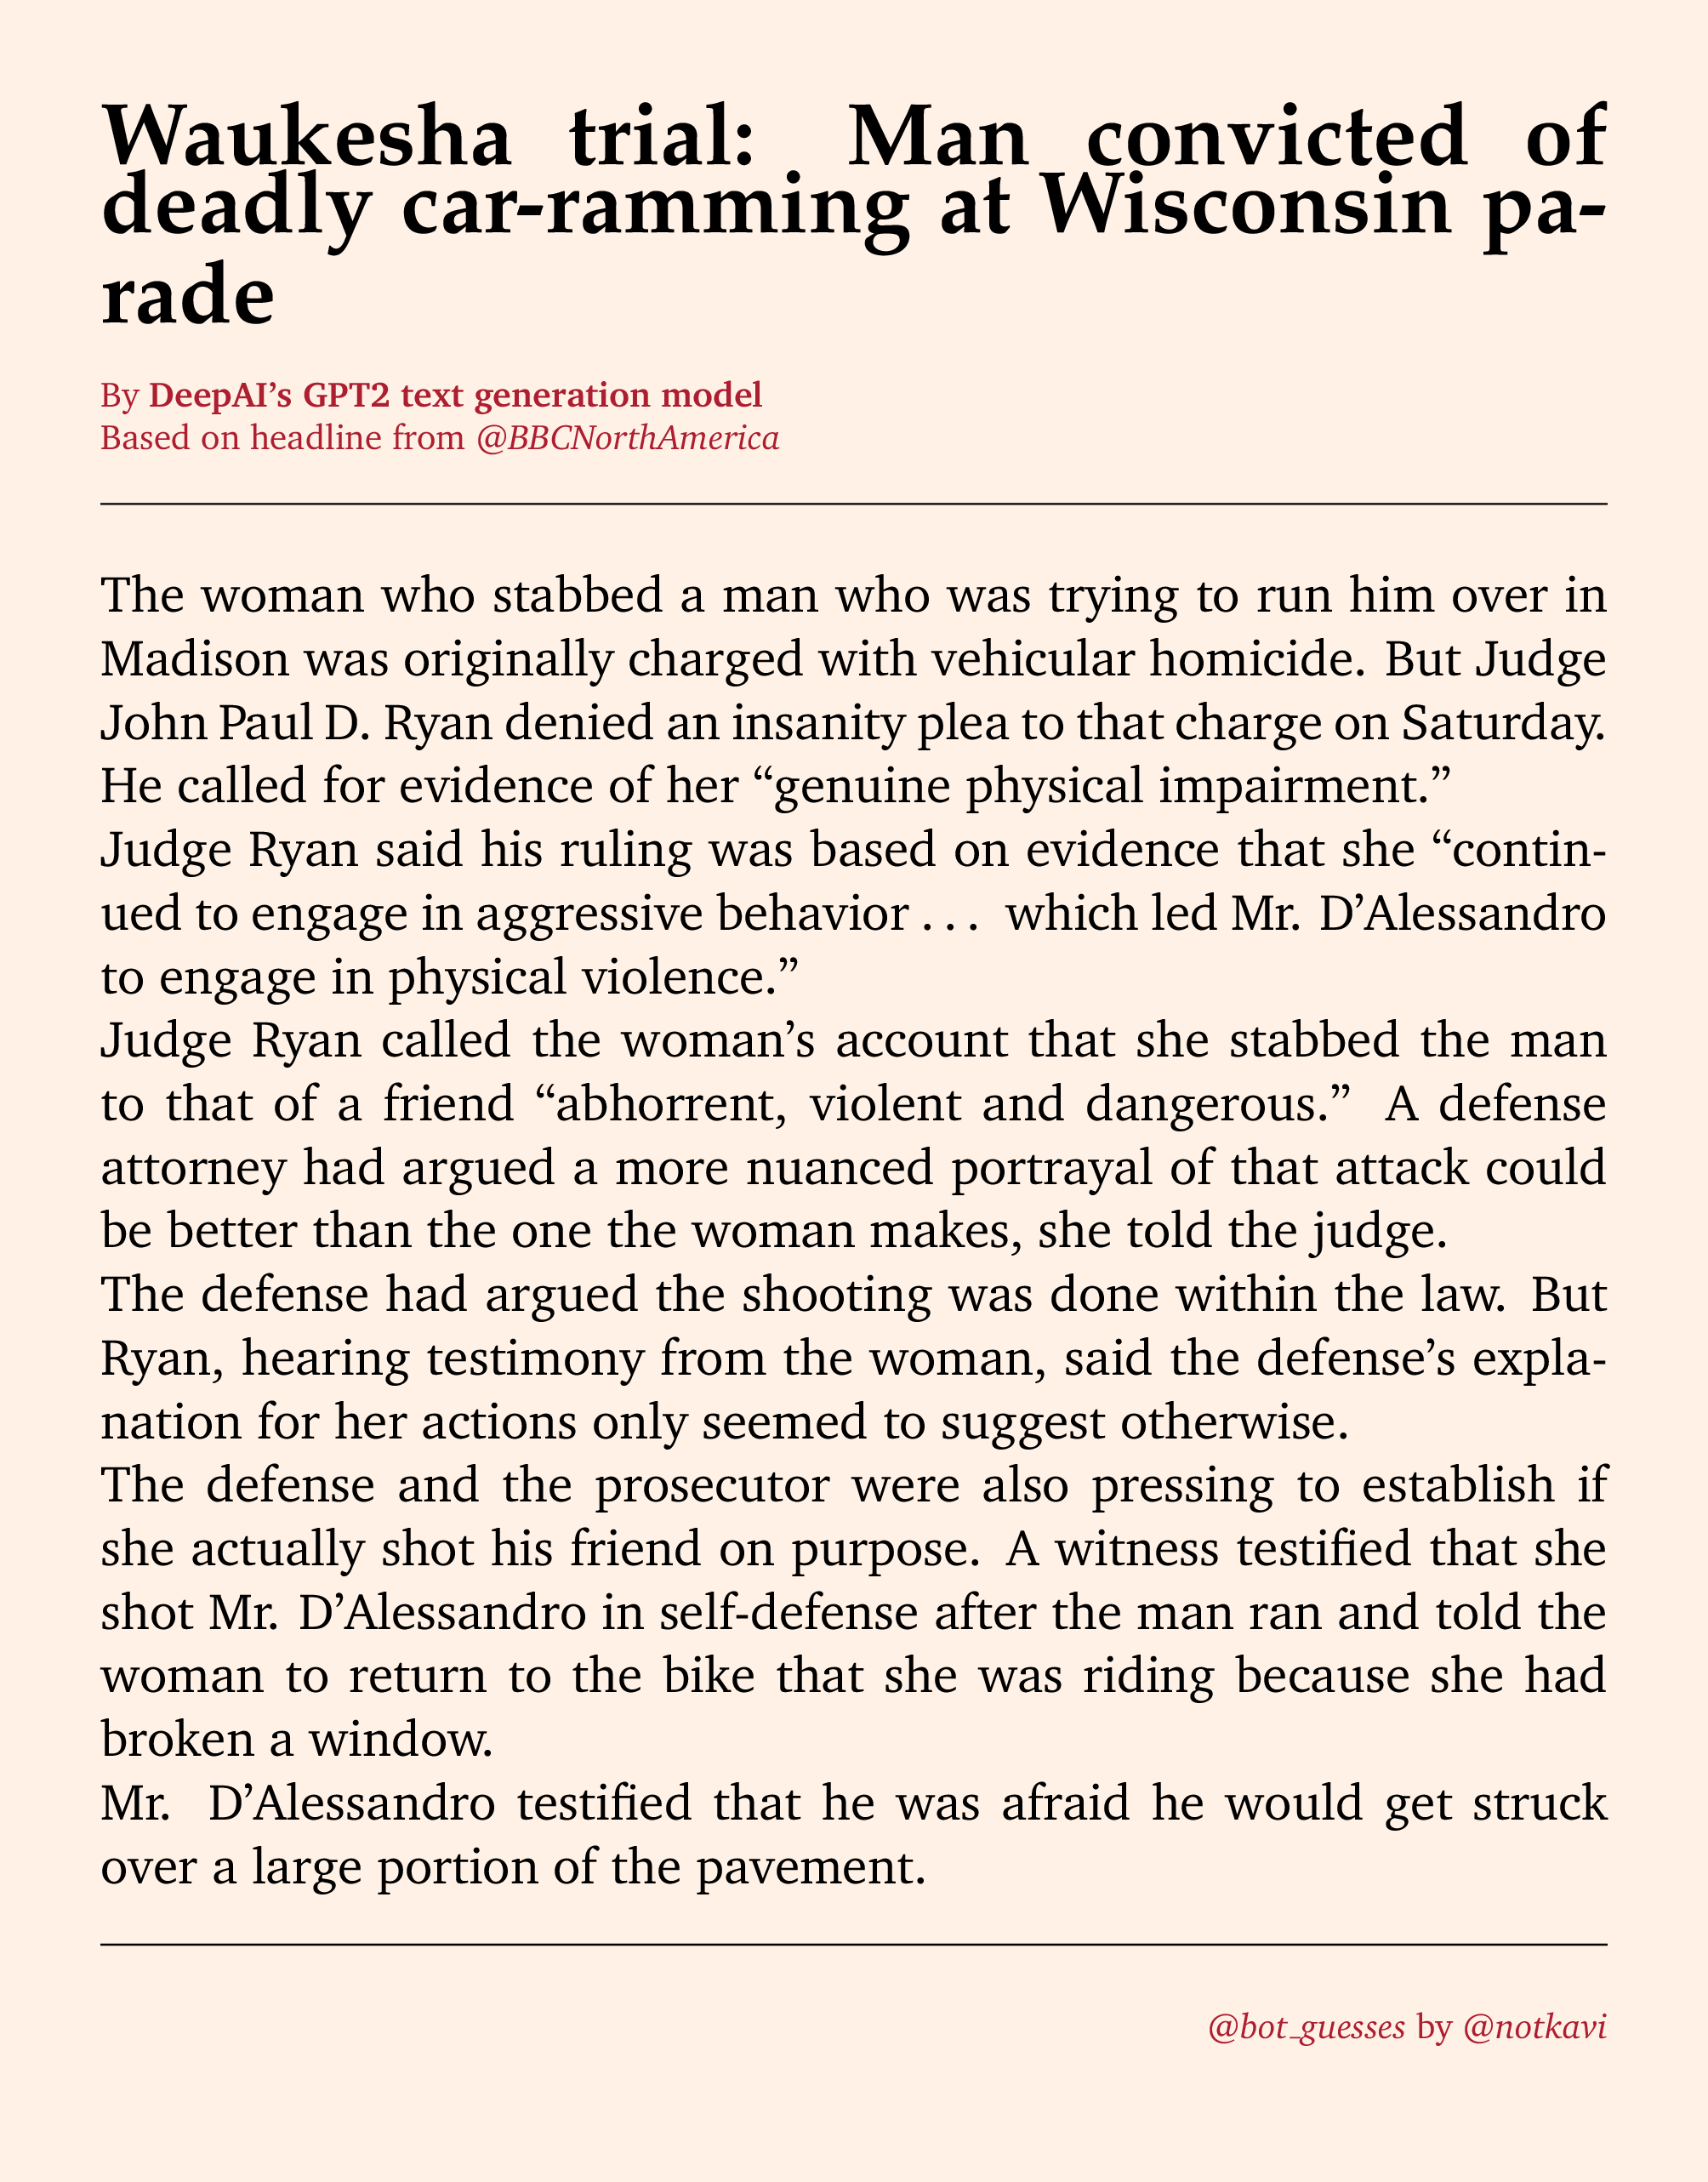 Waukesha trial: Man convicted of
deadly car-ramming at Wisconsin pa-
rade
By DeepAI’s GPT2 text generation model
Based on headline from @BBCNorthAmerica
The woman who stabbed a man who was trying to run him over in
Madison was originally charged with vehicular homicide. But Judge
John Paul D. Ryan denied an insanity plea to that charge on Saturday.
He called for evidence of her “genuine physical impairment.”
Judge Ryan said his ruling was based on evidence that she “contin-
ued to engage in aggressive behavior . . . which led Mr. D’Alessandro
to engage in physical violence.”
Judge Ryan called the woman’s account that she stabbed the man
to that of a friend “abhorrent, violent and dangerous.” A defense
attorney had argued a more nuanced portrayal of that attack could
be better than the one the woman makes, she told the judge.
The defense had argued the shooting was done within the law. But
Ryan, hearing testimony from the woman, said the defense’s expla-
nation for her actions only seemed to suggest otherwise.
The defense and the prosecutor were also pressing to establish if
she actually shot his friend on purpose. A witness testified that she
shot Mr. D’Alessandro in self-defense after the man ran and told the
woman to return to the bike that she was riding because she had
broken a window.
Mr. D’Alessandro testified that he was afraid he would get struck
over a large portion of the pavement.
@bot_guesses by @notkavi